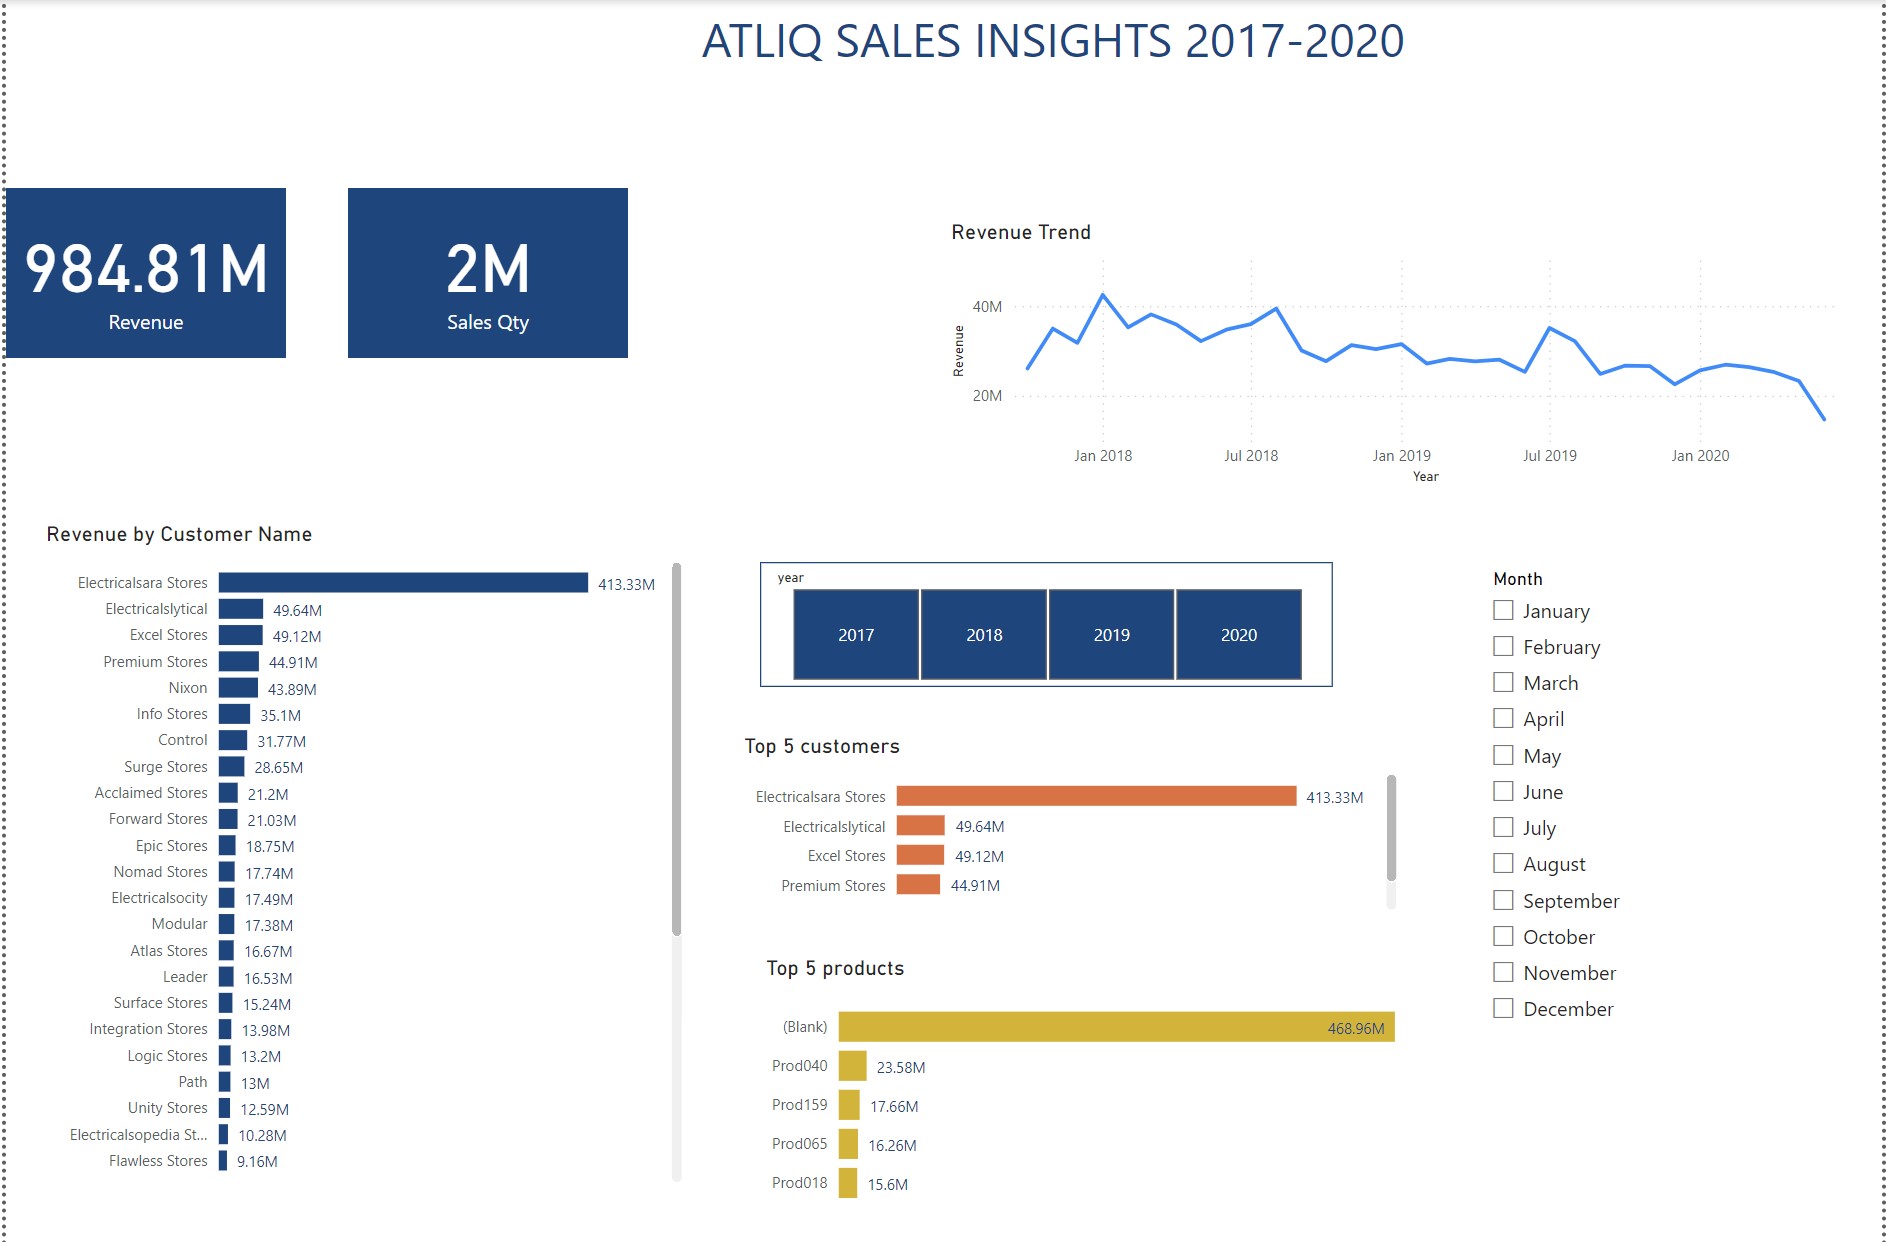 ATLIQ SALES INSIGHTS 2017-2020
984.81M
Revenue
2M
Sales Qty
Revenue Trend
Revenue
40M
20M
Jan 2018
Jul 2018
Jan 2019
Jul 2019
Jan 2020
Year
Revenue by Customer Name
Electricalsara Stores 413.33M
Electricalslytical 49.64M
Excel Stores 49.12M
Premium Stores 44.91M
Nixon 43.89M
Info Stores 35.1M
Control 31.77M
Surge Stores 28.65M
Acclaimed Stores 21.2M
Forward Stores 21.03M
Epic Stores 18.75M
Nomad Stores 17.74M
Electricalsocity 17.49M
Modular 17.38M
Atlas Stores 16.67M
Leader 16.53M
Surface Stores 15.24M
Integration Stores 13.98M
Logic Stores 13.2M
Path 13M
Unity Stores 12.59M
Electricalsopedia St... 10.28M
Flawless Stores 9.16M
year
2017
2018
2019
2020
Top 5 customers
Electricalsara Stores 413.33M
Electricalslytical 49.64M
Excel Stores 49.12M
Premium Stores 44.91M
Top 5 products
(Blank) 468.96M
Prod040 23.58M
Prod159 17.66M
Prod065 16.26M
Prod018 15.6M
Month
January
February
March
April
May
June
July
August
September
October
November
December